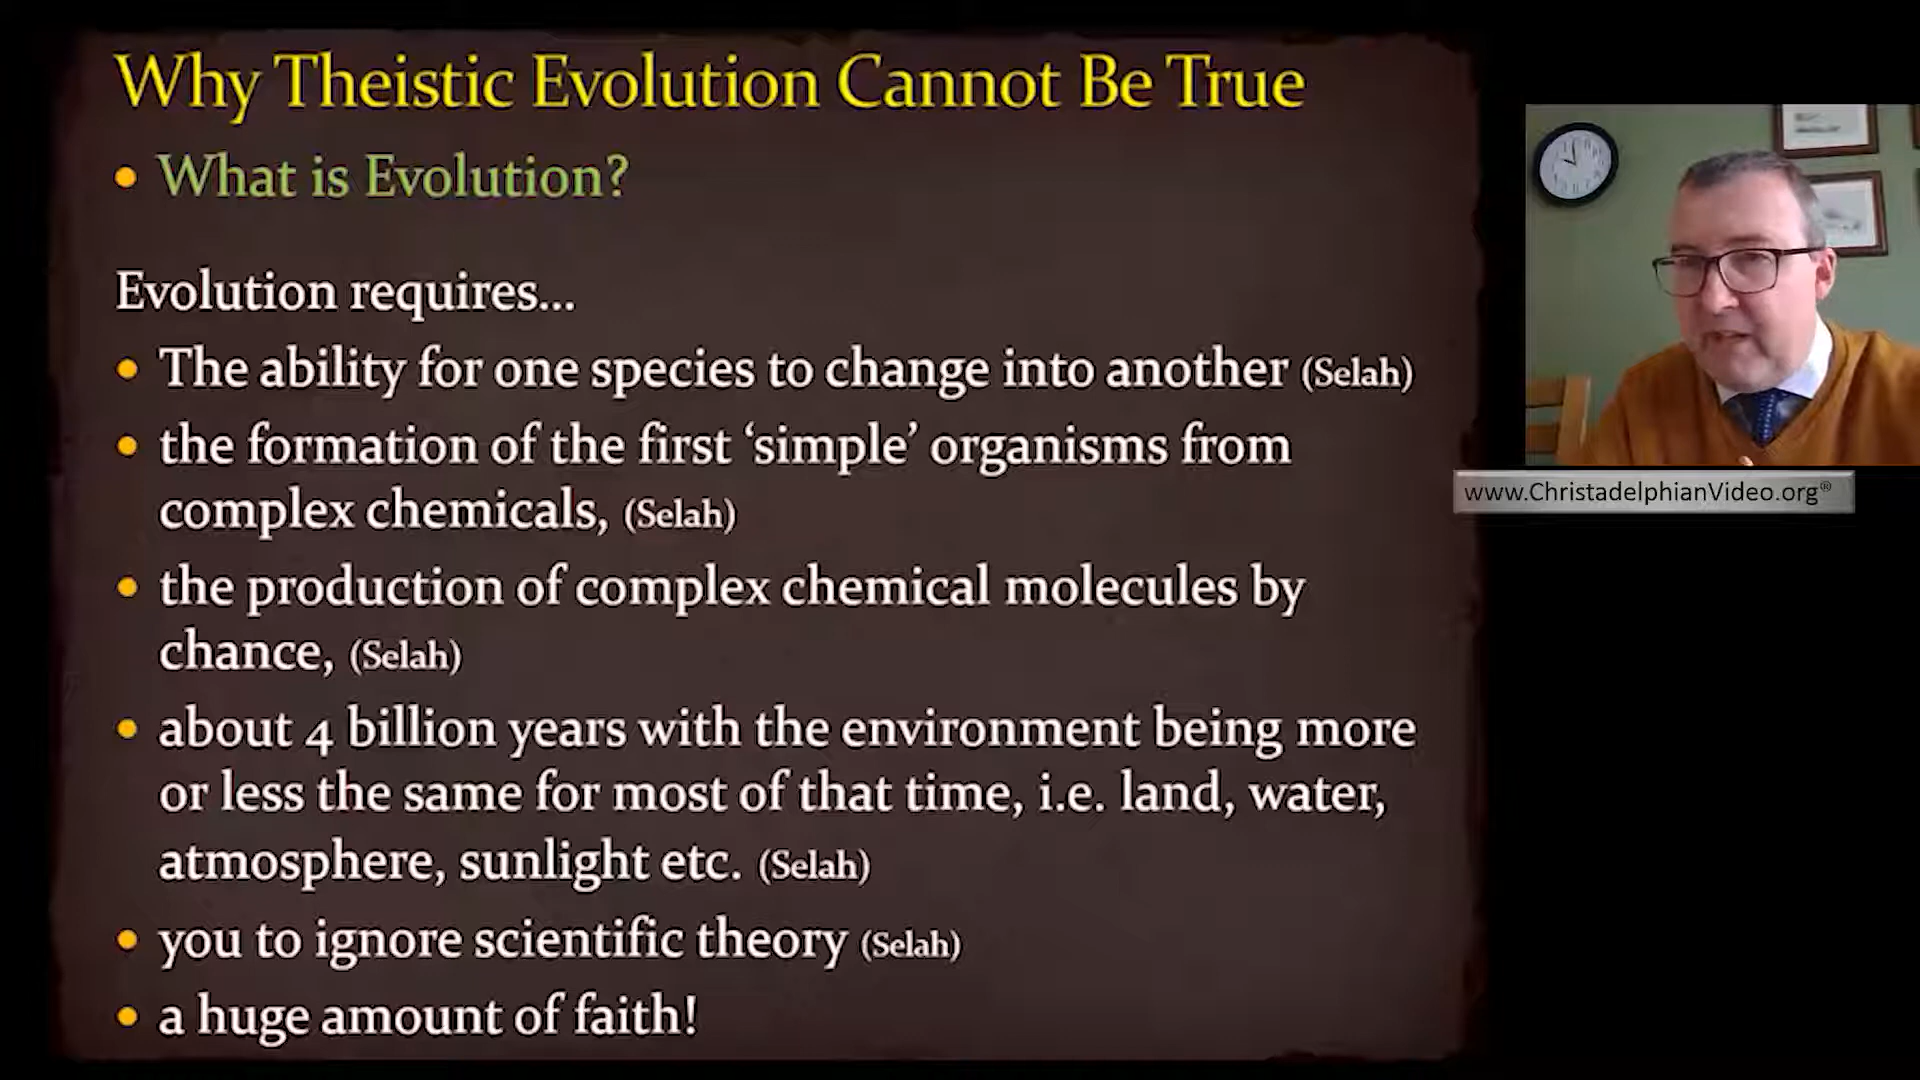 Why Theistic Evolution Cannot Be True
• What is Evolution?
Evolution requires...
• The ability for one species to change into another (Selah)
• the formation of the first ‘simple’ organisms from
complex chemicals, (Selah)
• the production of complex chemical molecules by
chance, (Selah)
• about 4 billion years with the environment being more
or less the same for most of that time, i.e. land, water,
atmosphere, sunlight etc. (Selah)
• you to ignore scientific theory (Selah)
• a huge amount of faith!
www.ChristadelphianVideo.org®